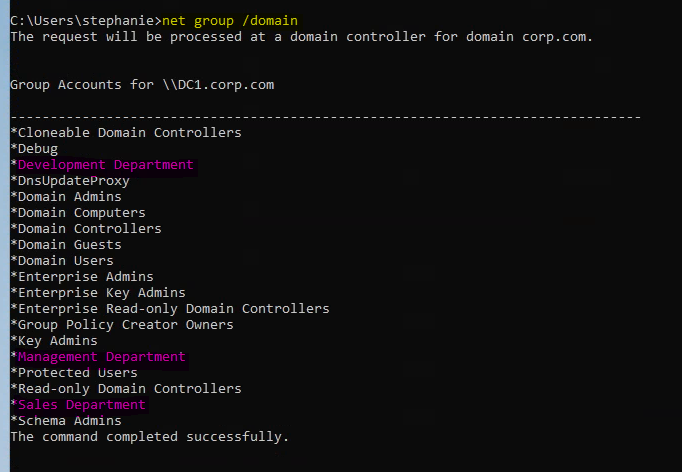 C:\Users\stephanie>net group /domain
The request will be processed at a domain controller for domain corp.com.
Group Accounts for \\DC1.corp.com
-------------------------------------------------------------------------------
*Cloneable Domain Controllers
*Debug
*Development Department
*DnsUpdateProxy
*Domain Admins
*Domain Computers
*Domain Controllers
*Domain Guests
*Domain Users
*Enterprise Admins
*Enterprise Key Admins
*Enterprise Read-only Domain Controllers
*Group Policy Creator Owners
*Key Admins
*Management Department
*Protected Users
*Read-only Domain Controllers
*Sales Department
*Schema Admins
The command completed successfully.